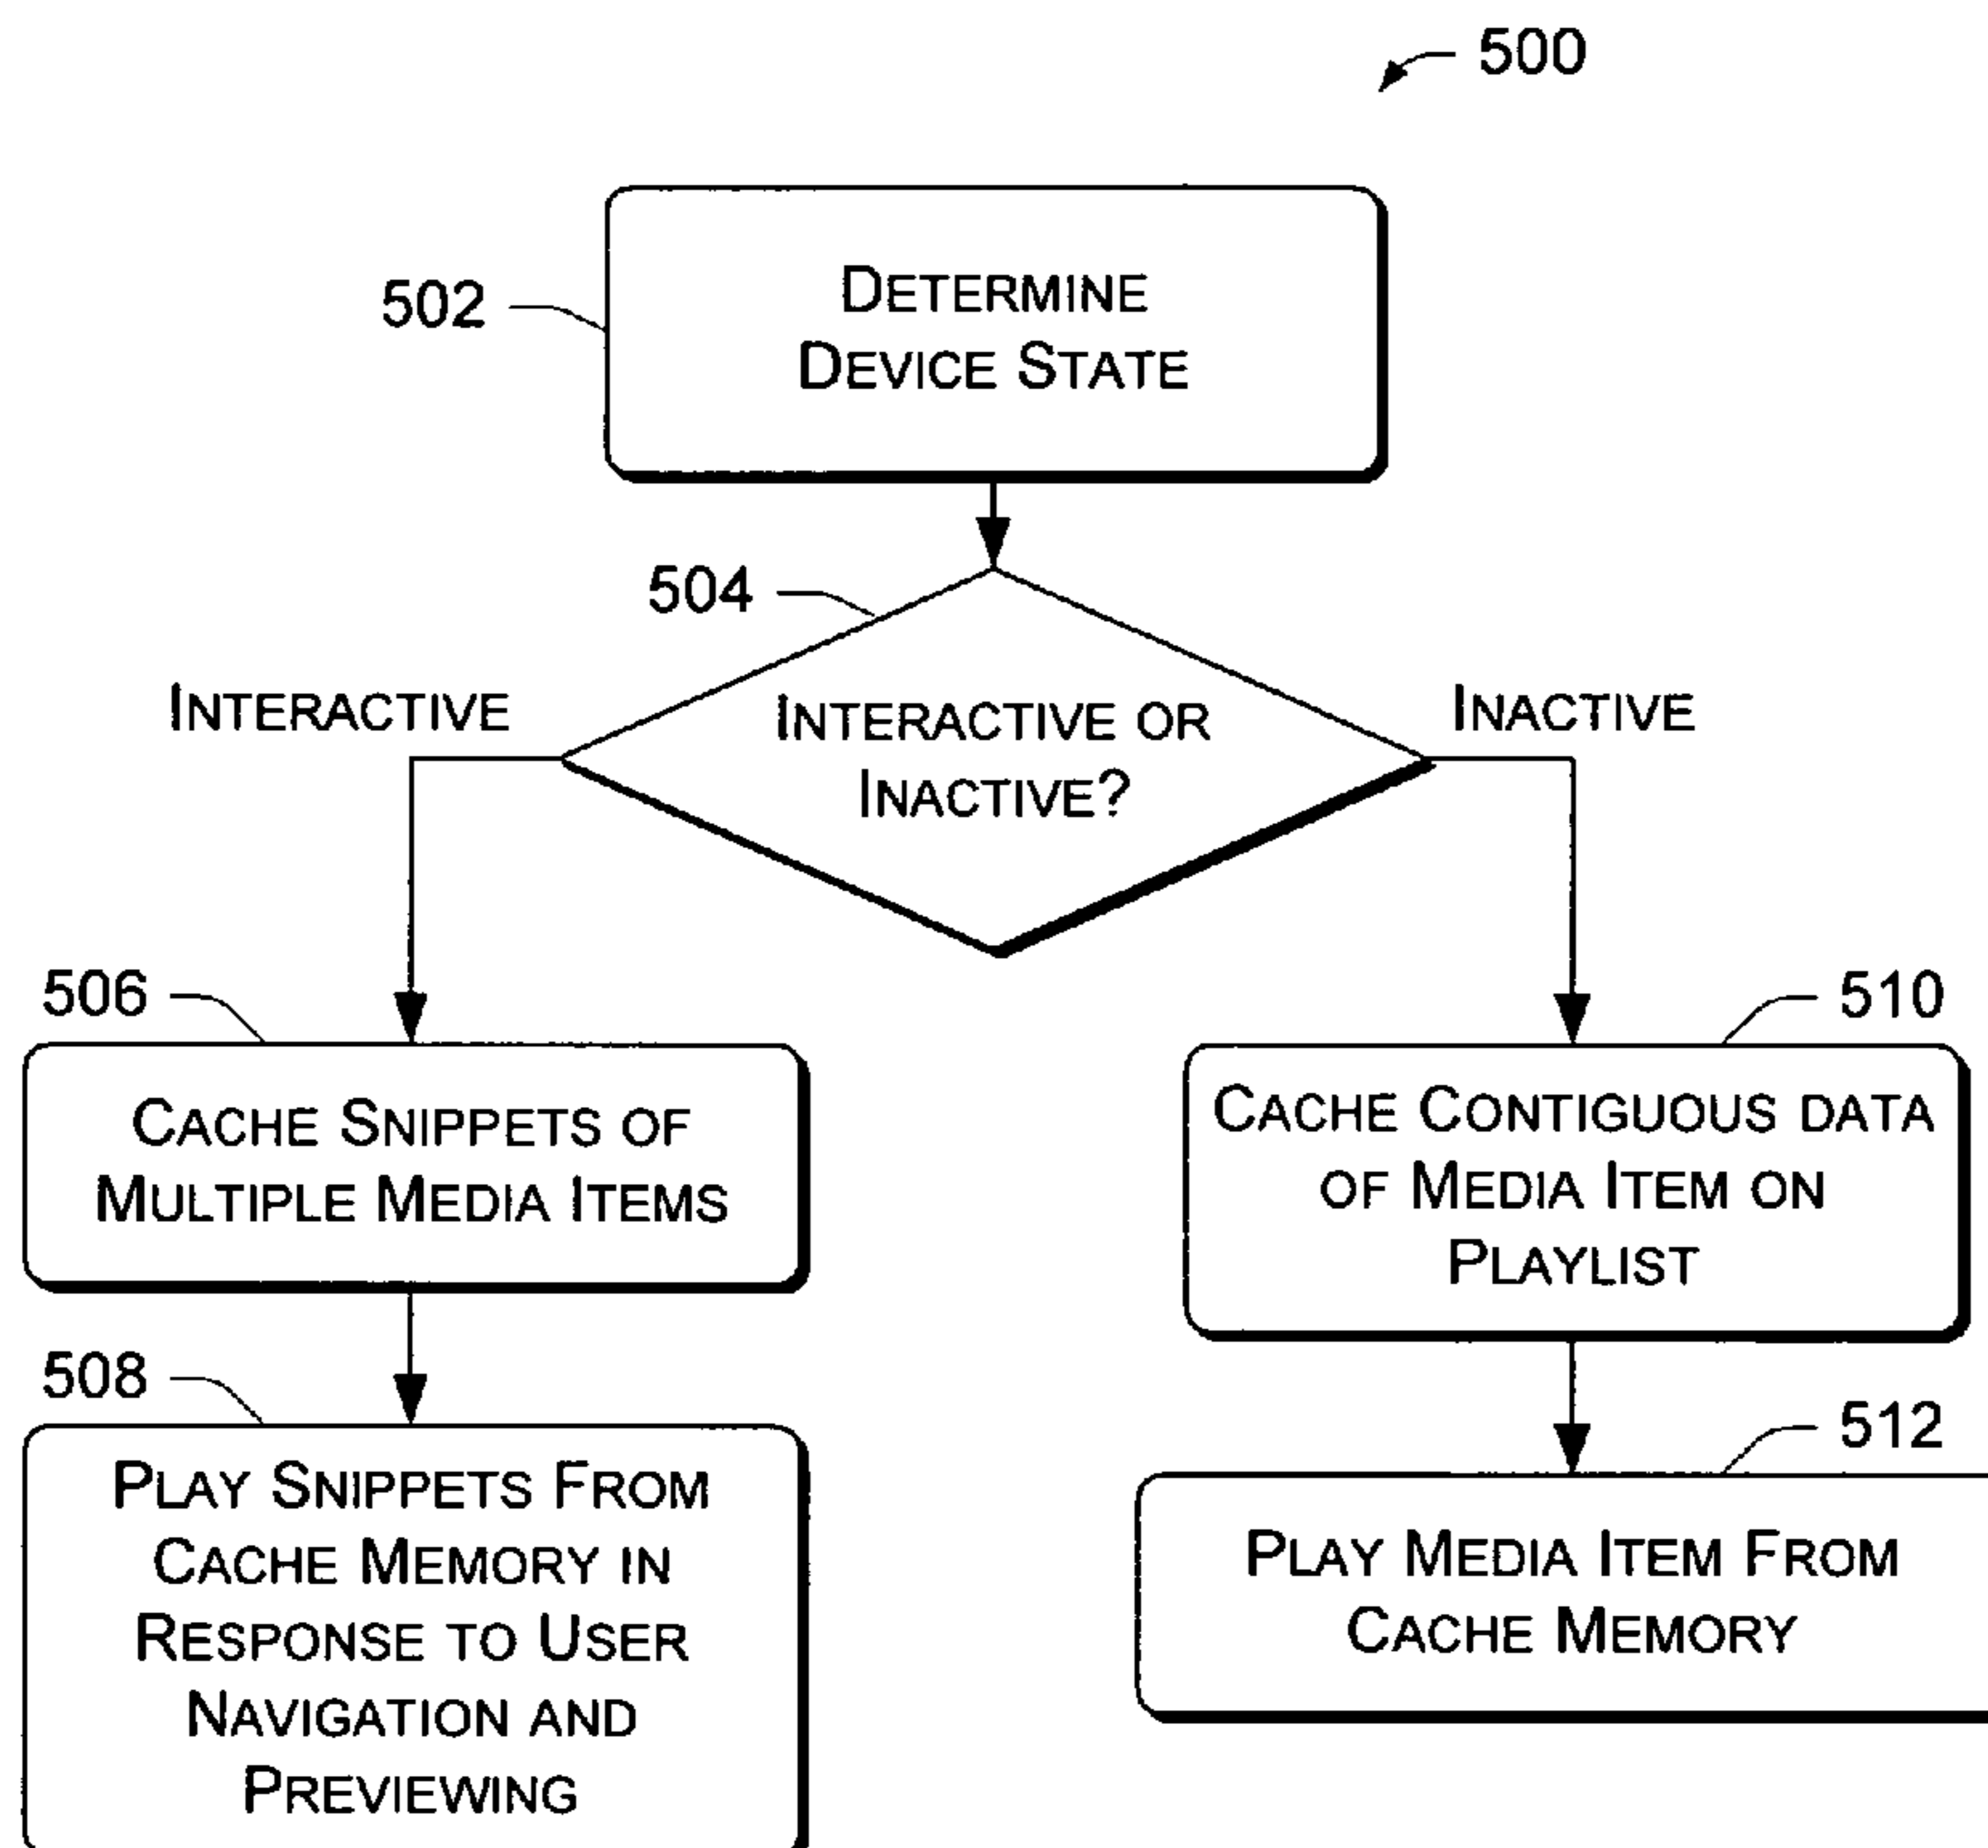 500
502
DETERMINE
DEVICE STATE
504
INTERACTIVE
INTERACTIVE OR
INACTIVE?
INACTIVE
506
CACHE SNIPPETS OF
MULTIPLE MEDIA ITEMS
510
CACHE CONTIGUOUS DATA
OF MEDIA ITEM ON
PLAYLIST
508
PLAY SNIPPETS FROM
CACHE MEMORY IN
RESPONSE TO USER
NAVIGATION AND
PREVIEWING
512
PLAY MEDIA ITEM FROM
CACHE MEMORY